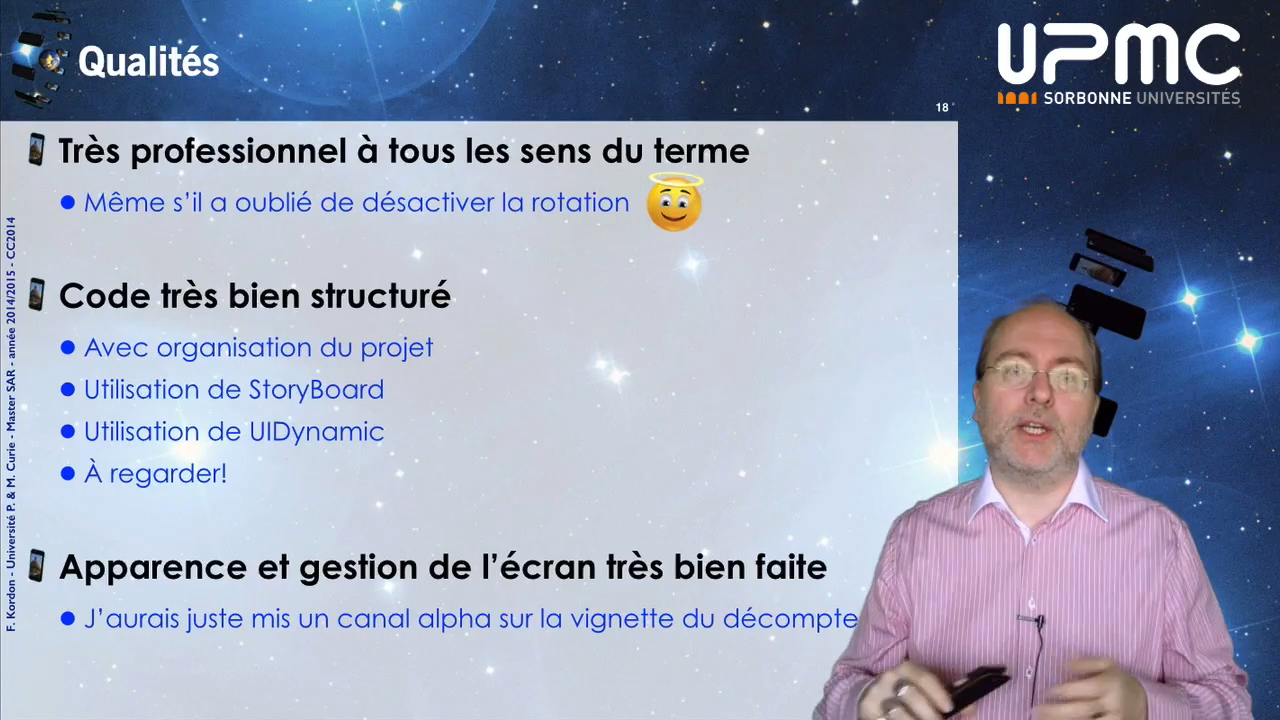 Qualités
UPMC
SORBONNE UNIVERSITÉS
18
Très professionnel à tous les sens du terme
Même s'il a oublié de désactiver la rotation
Code très bien structuré
Avec organisation du projet
Utilisation de StoryBoard
Utilisation de UIDynamic
À regarder!
Apparence et gestion de l'écran très bien faite
J'aurais juste mis un canal alpha sur la vignette du décompte
F. Kordon - Université P. & M. Curie - Master SAR - année 2014/2015 - CC2014